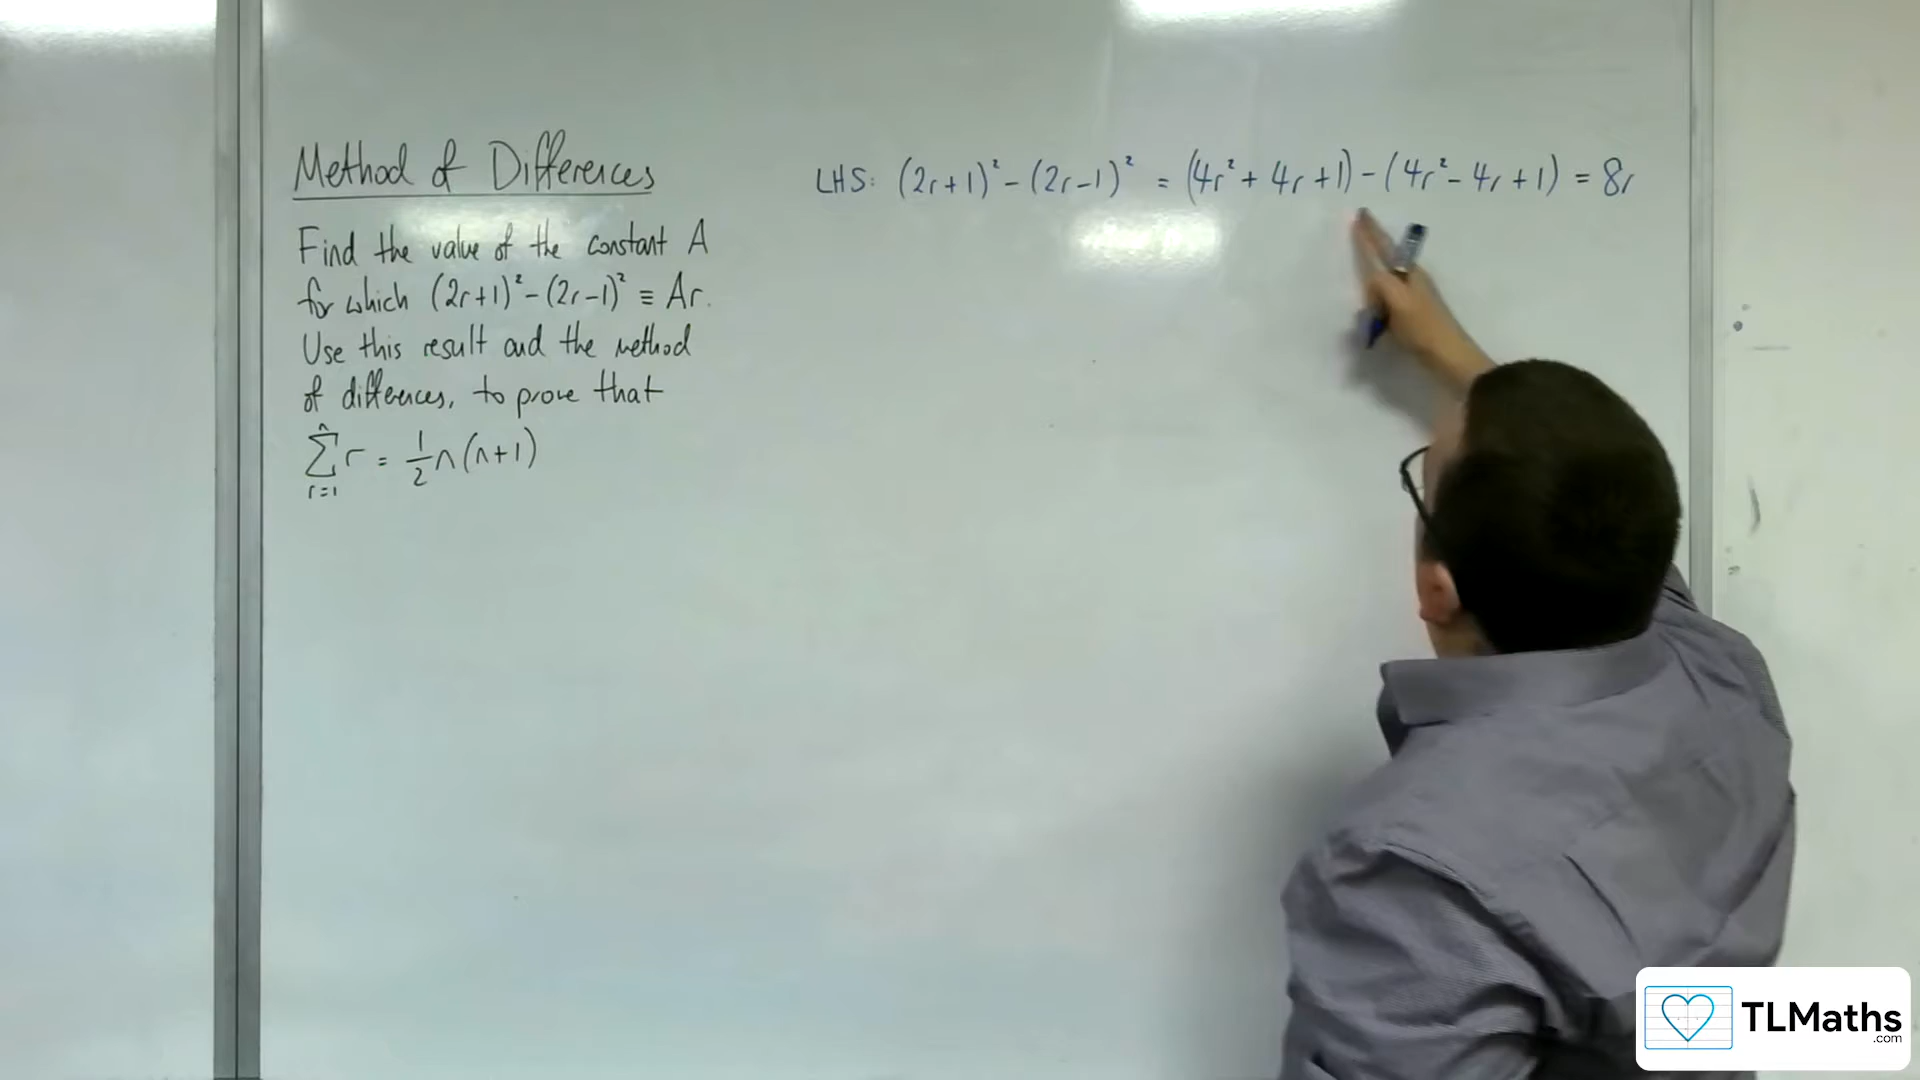 Method of Differences
Find the value of the constant A
for which (2r+1)² - (2r-1)² ≡ Ar.
Use this result and the method
of differences, to prove that
n
∑ r = 1/2 n(n+1)
r=1
LHS: (2r+1)² - (2r-1)² = (4r² + 4r + 1) - (4r² - 4r + 1) = 8r
TLMaths
.com